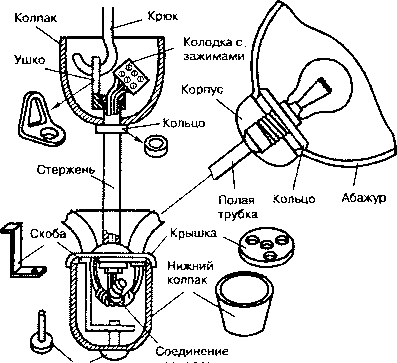 Колпак
Крюк
Ушко
Колодка с
зажимами
Корпус
Кольцо
Стержень
Полая
трубка
Кольцо
Абажур
Скоба
Крышка
Нижний
колпак
Соединение